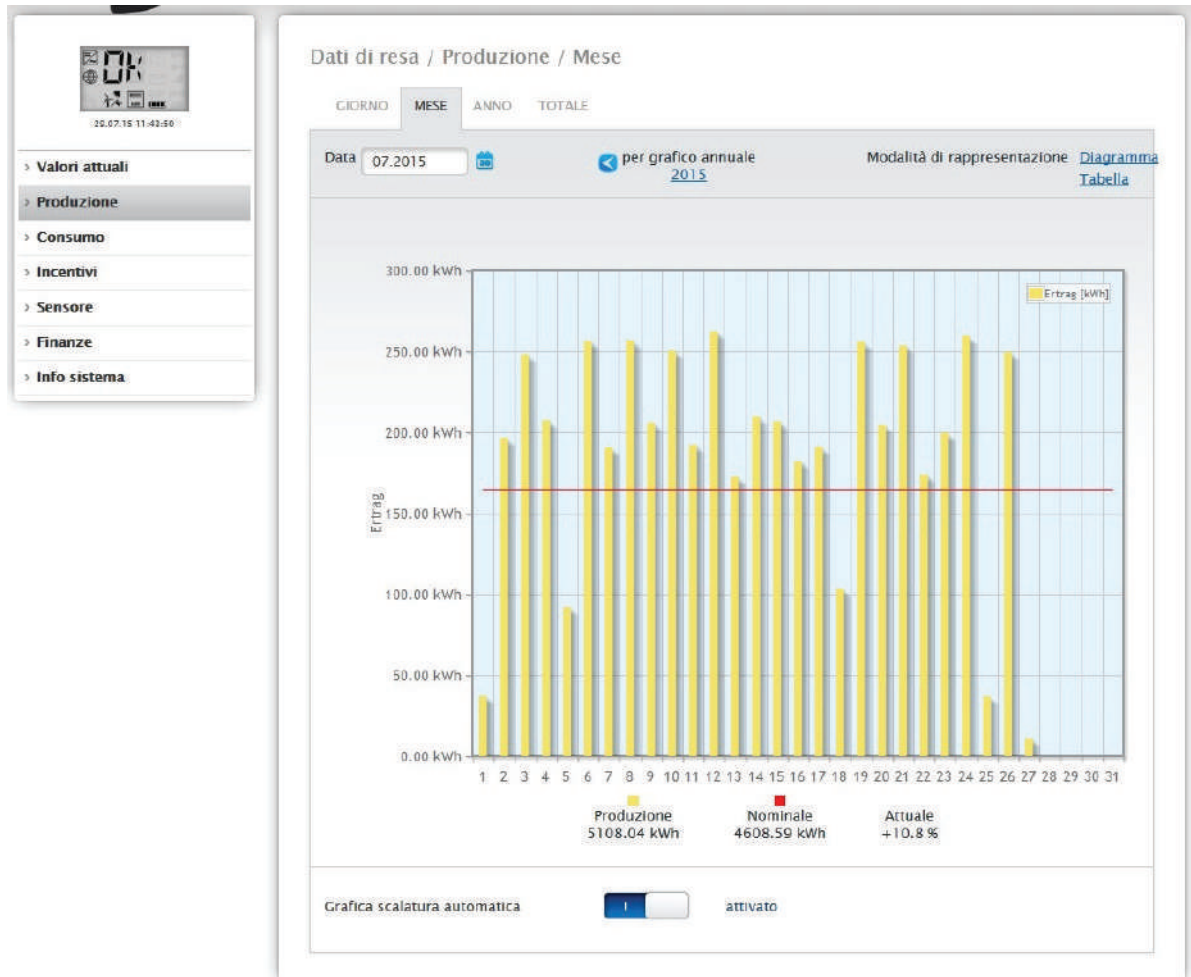 OK
29.07.15 11:43:50
› Valori attuali
› Produzione
› Consumo
› Incentivi
› Sensore
› Finanze
› Info sistema
Dati di resa / Produzione / Mese
GIORNO MESE ANNO TOTALE
Data 07.2015 per grafico annuale Modalità di rappresentazione Diagramma
2015 Tabella
300.00 kWh
Ertrag [kWh]
250.00 kWh
200.00 kWh
Ertrag
150.00 kWh
100.00 kWh
50.00 kWh
0.00 kWh
1 2 3 4 5 6 7 8 9 10 11 12 13 14 15 16 17 18 19 20 21 22 23 24 25 26 27 28 29 30 31
Produzione Nominale Attuale
5108.04 kWh 4608.59 kWh +10.8 %
Grafica scalatura automatica I attivato